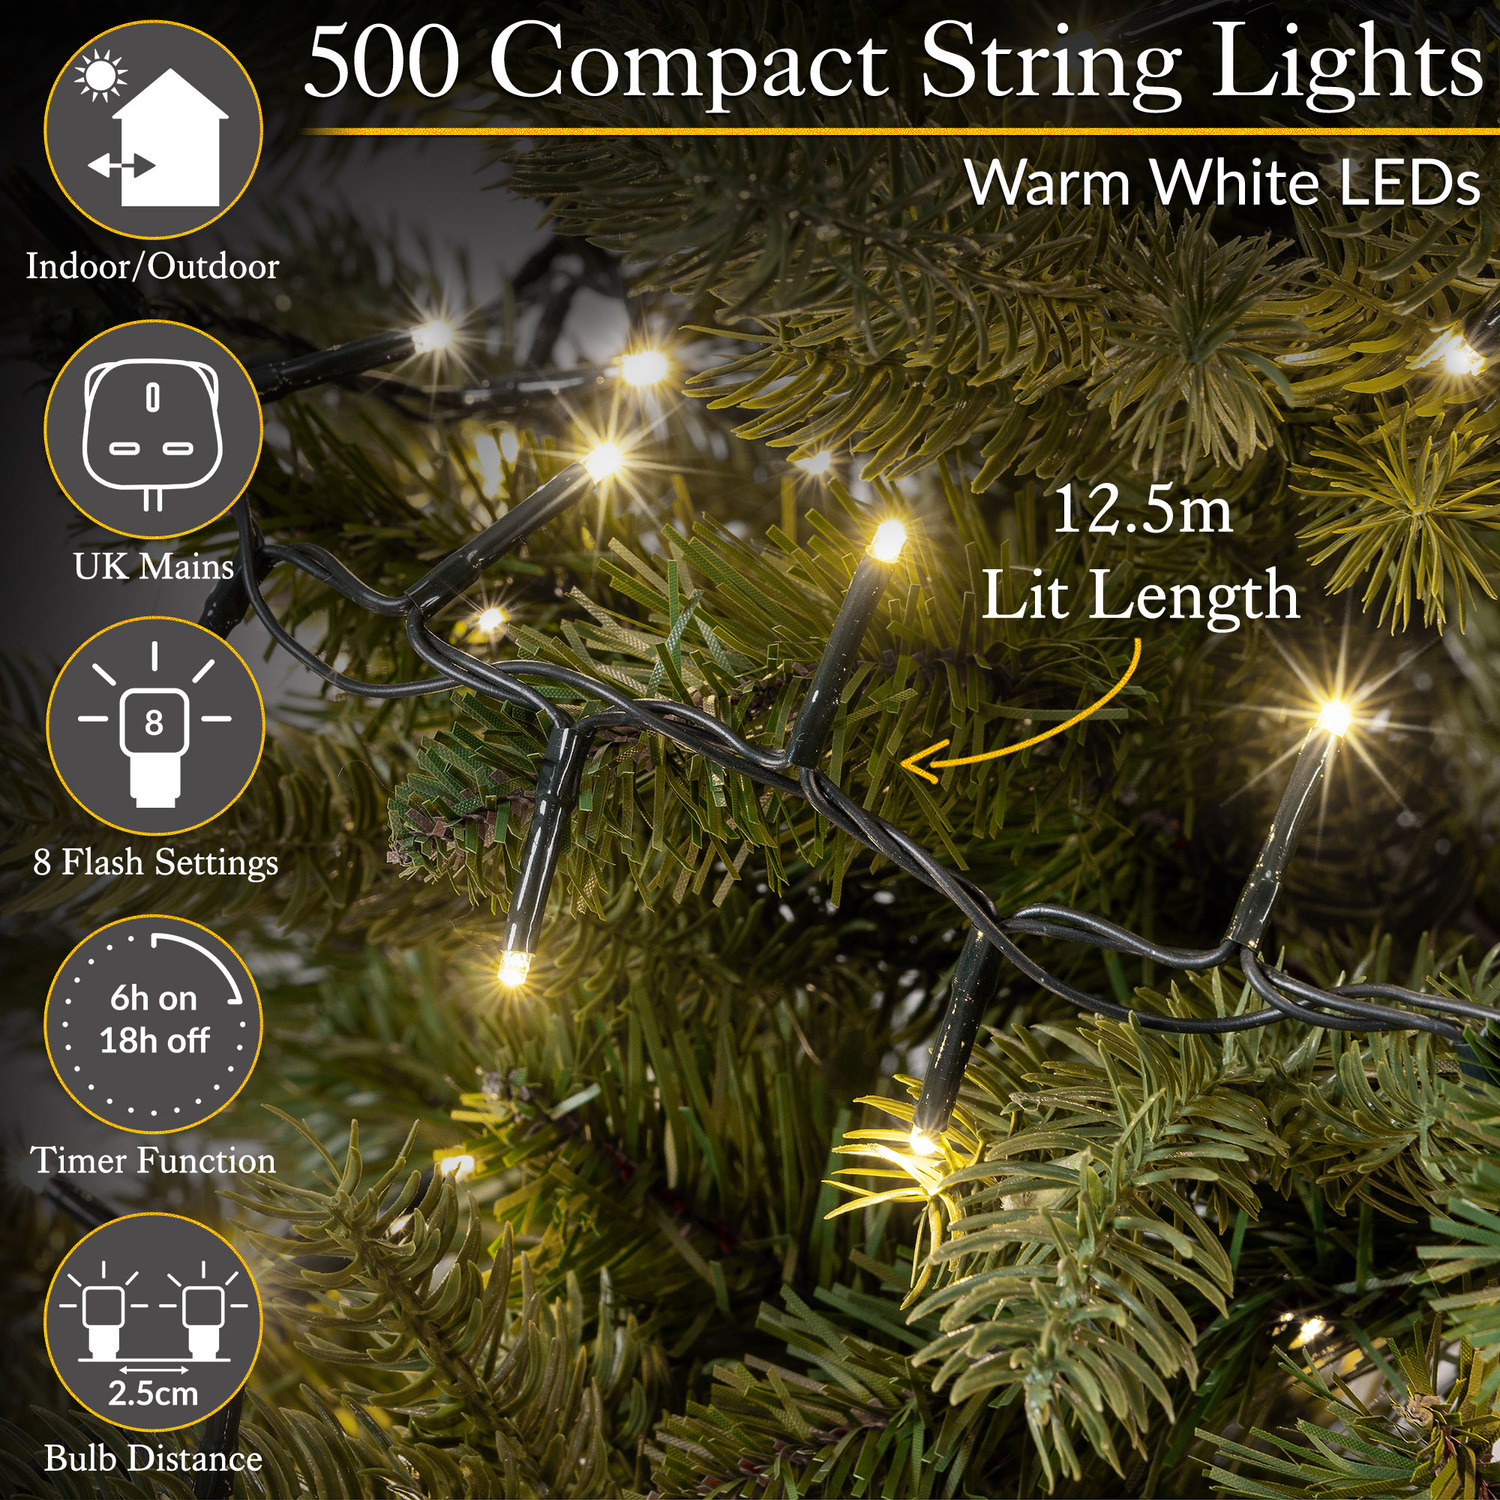 500 Compact String Lights
Warm White LEDs
Indoor/Outdoor
UK Mains
8
8 Flash Settings
6h on
18h off
Timer Function
2.5cm
Bulb Distance
12.5m
Lit Length